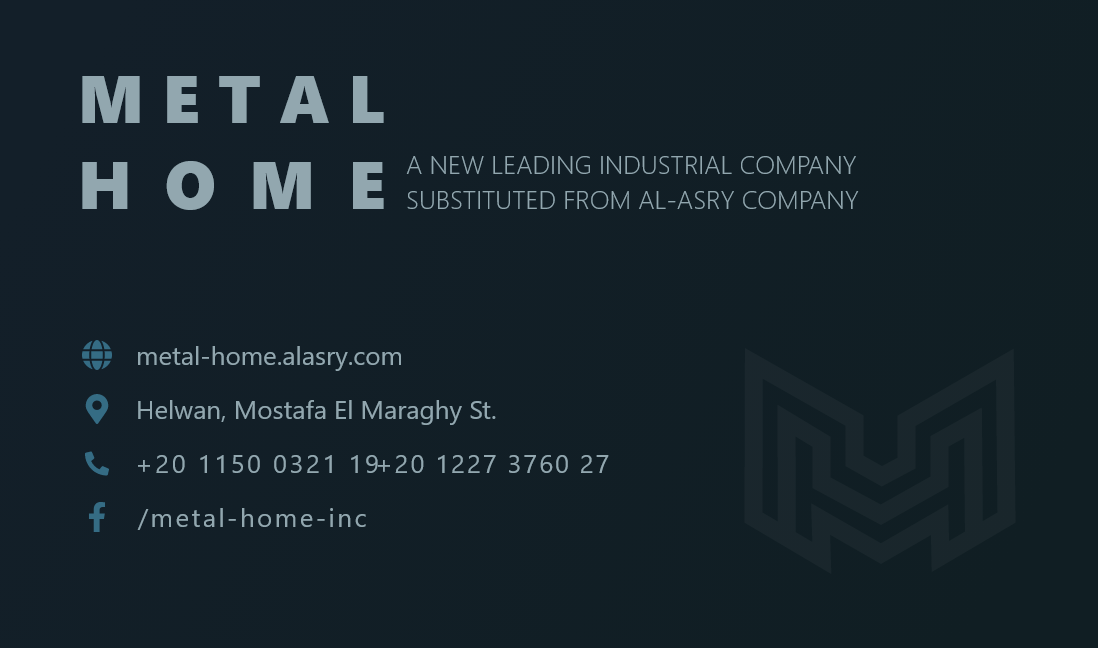 METAL
HOME
A NEW LEADING INDUSTRIAL COMPANY
SUBSTITUTED FROM AL-ASRY COMPANY
metal-home.alasry.com
Helwan, Mostafa El Maraghy St.
+20 1150 0321 19+20 1227 3760 27
/metal-home-inc